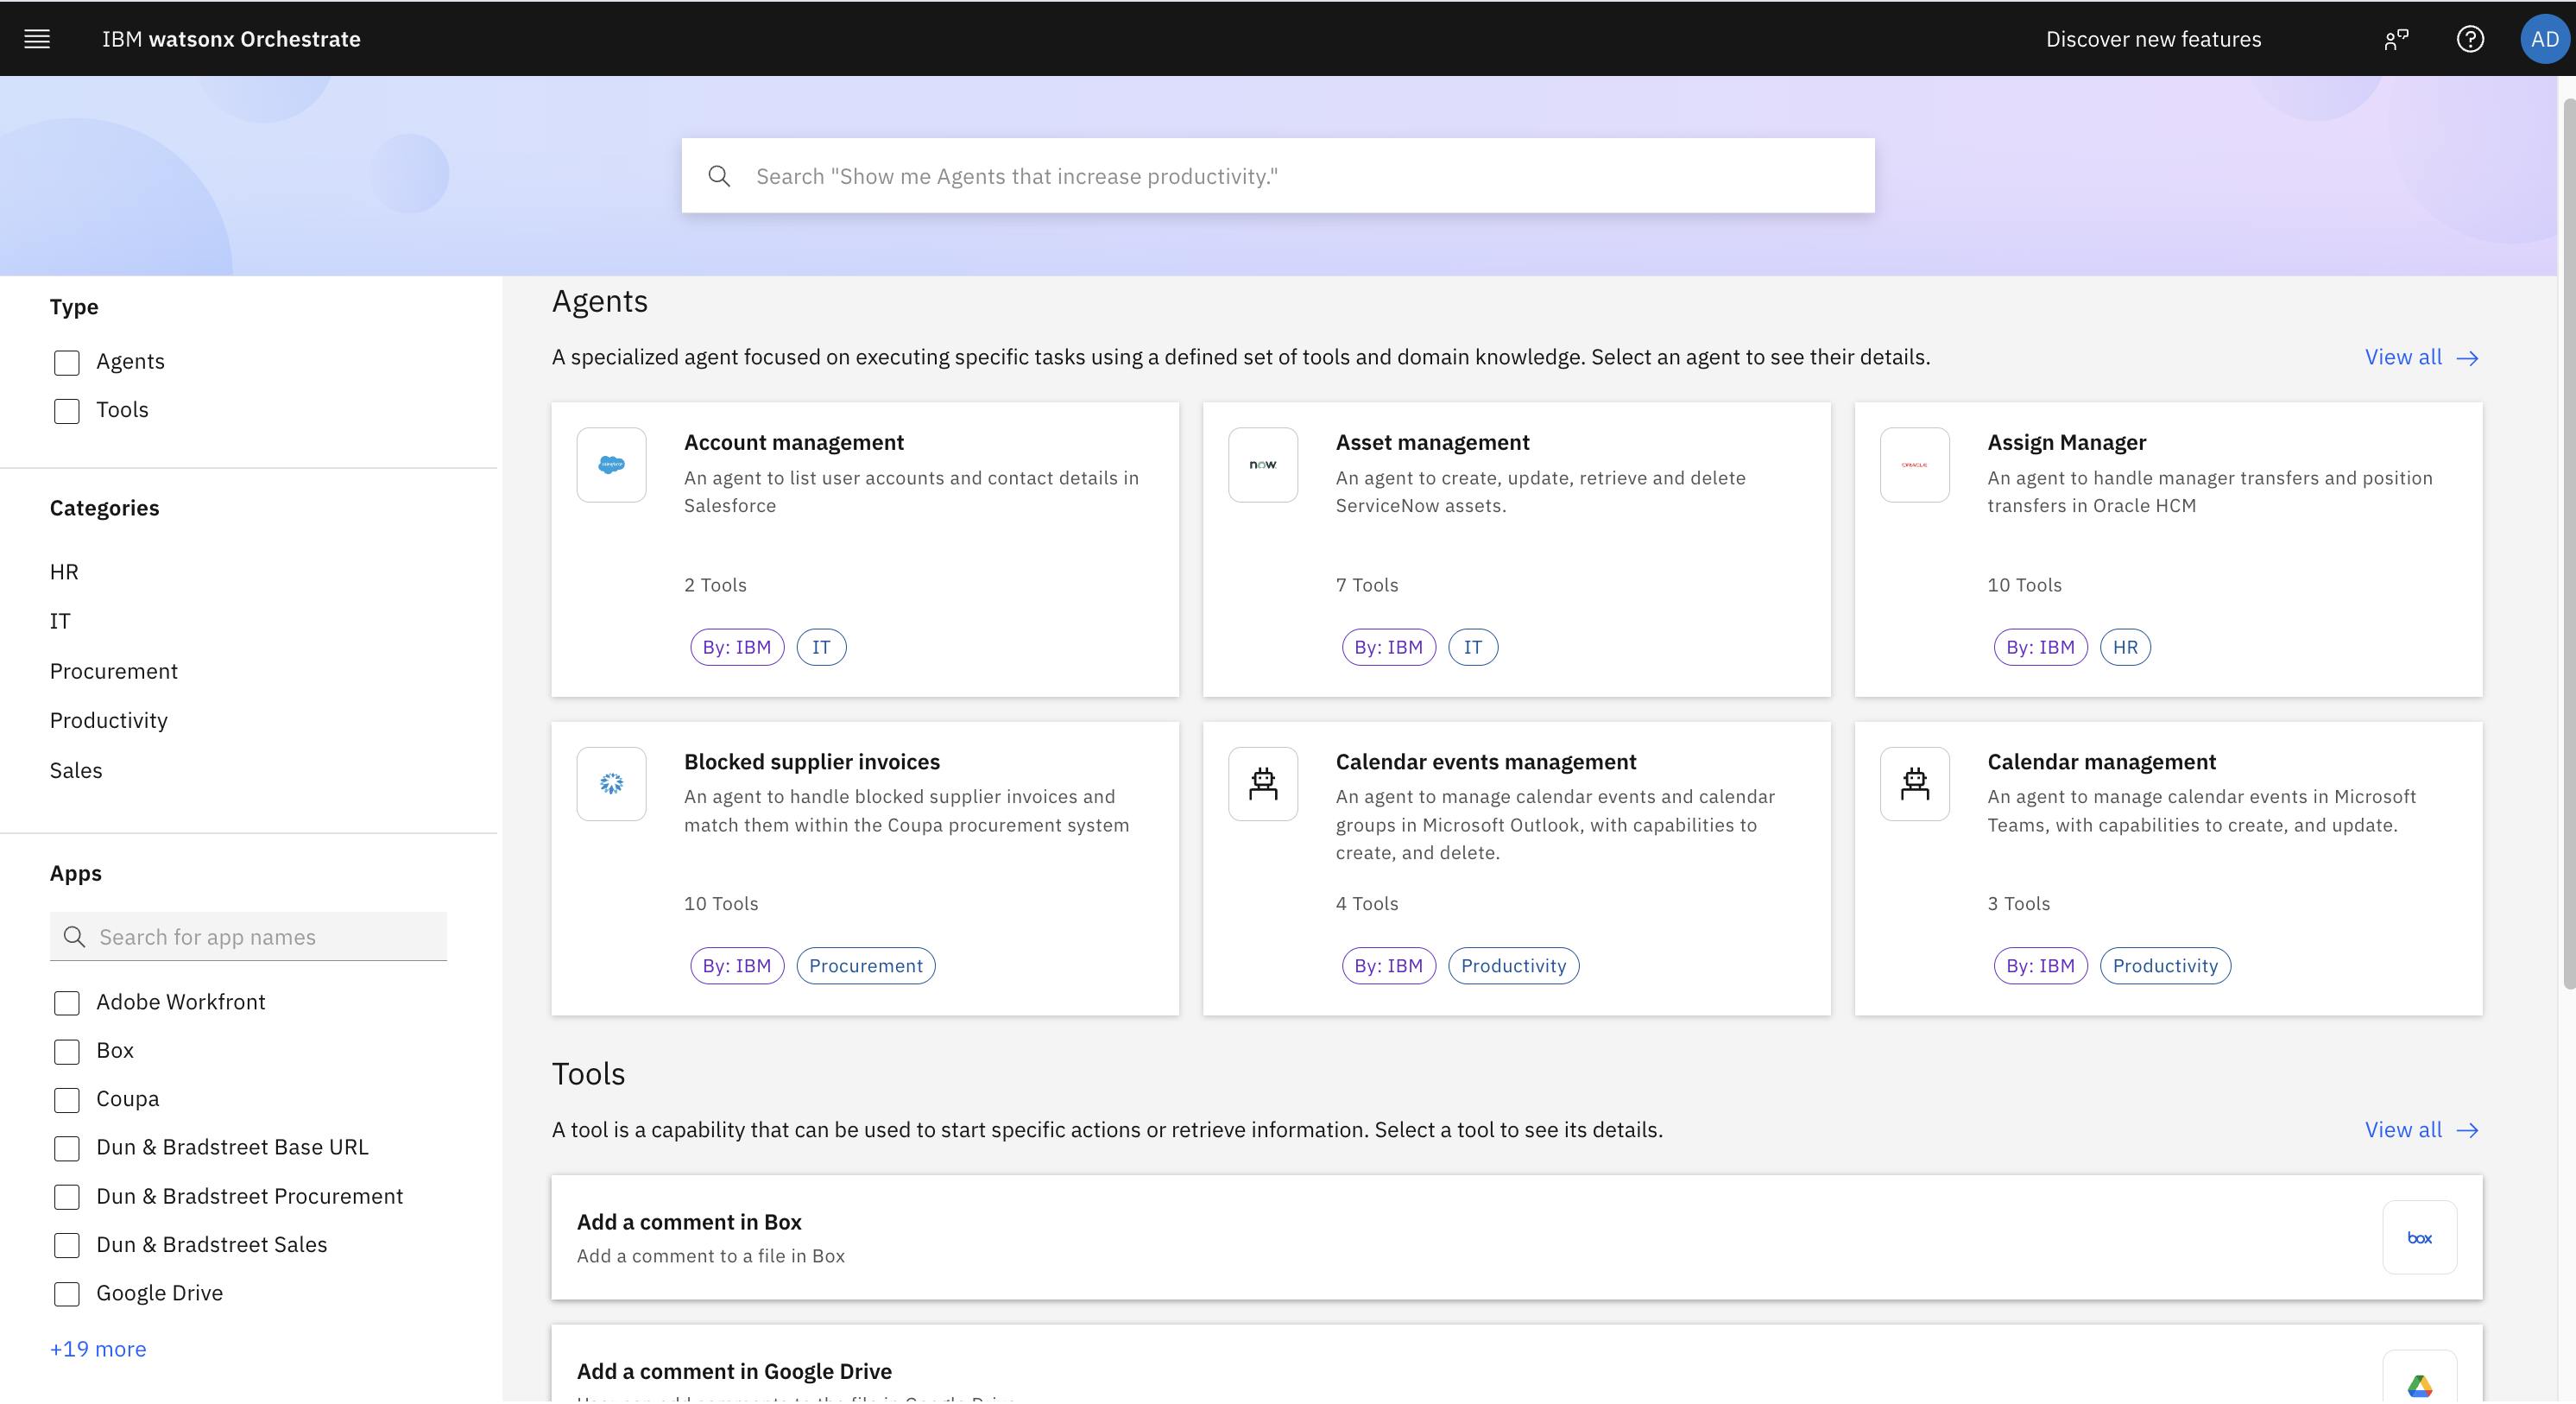 IBM watsonx Orchestrate
Discover new features
AD
Search "Show me Agents that increase productivity."
Type
Agents
Tools
Categories
HR
IT
Procurement
Productivity
Sales
Apps
Search for app names
Adobe Workfront
Box
Coupa
Dun & Bradstreet Base URL
Dun & Bradstreet Procurement
Dun & Bradstreet Sales
Google Drive
+19 more
Agents
A specialized agent focused on executing specific tasks using a defined set of tools and domain knowledge. Select an agent to see their details.
View all
salesforce
Account management
An agent to list user accounts and contact details in
Salesforce
2 Tools
By: IBM
IT
now
Asset management
An agent to create, update, retrieve and delete
ServiceNow assets.
7 Tools
By: IBM
IT
ORACLE
Assign Manager
An agent to handle manager transfers and position
transfers in Oracle HCM
10 Tools
By: IBM
HR
Blocked supplier invoices
An agent to handle blocked supplier invoices and
match them within the Coupa procurement system
10 Tools
By: IBM
Procurement
Calendar events management
An agent to manage calendar events and calendar
groups in Microsoft Outlook, with capabilities to
create, and delete.
4 Tools
By: IBM
Productivity
Calendar management
An agent to manage calendar events in Microsoft
Teams, with capabilities to create, and update.
3 Tools
By: IBM
Productivity
Tools
A tool is a capability that can be used to start specific actions or retrieve information. Select a tool to see its details.
View all
Add a comment in Box
Add a comment to a file in Box
box
Add a comment in Google Drive